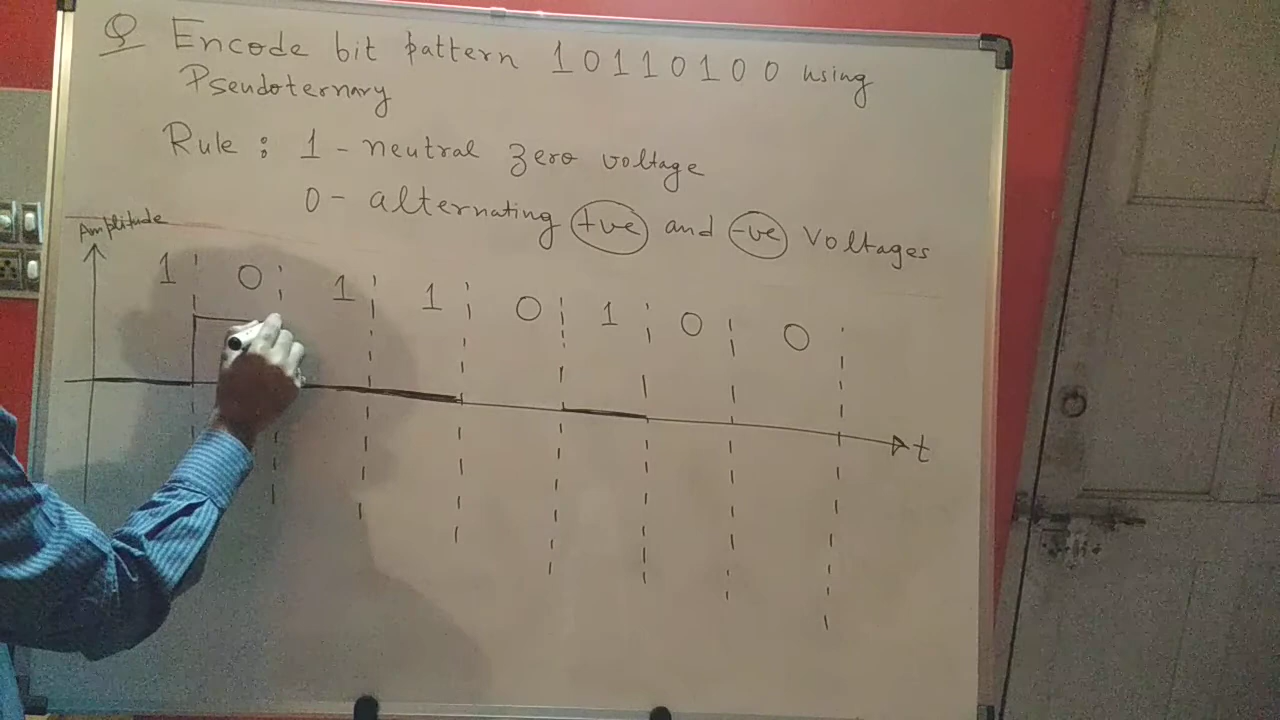 Q Encode bit pattern 10110100 using
Pseudoternary
Rule : 1 - neutral zero voltage
0 - alternating +ve and -ve voltages
Amplitude
1 0 1 1 0 1 0 0
t